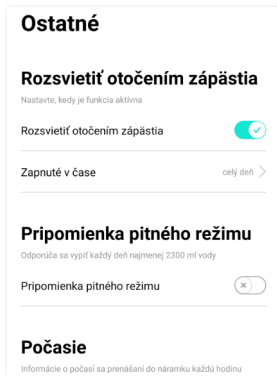 Ostatné
Rozsvietiť otočením zápästia
Nastavte, kedy je funkcia aktívna
Rozsvietiť otočením zápästia
Zapnuté v čase celý deň
Pripomienka pitného režimu
Odporúča sa vypiť každý deň najmenej 2300 ml vody
Pripomienka pitného režimu
Počasie
Informácie o počasí sa prenášaní do náramku každú hodinu